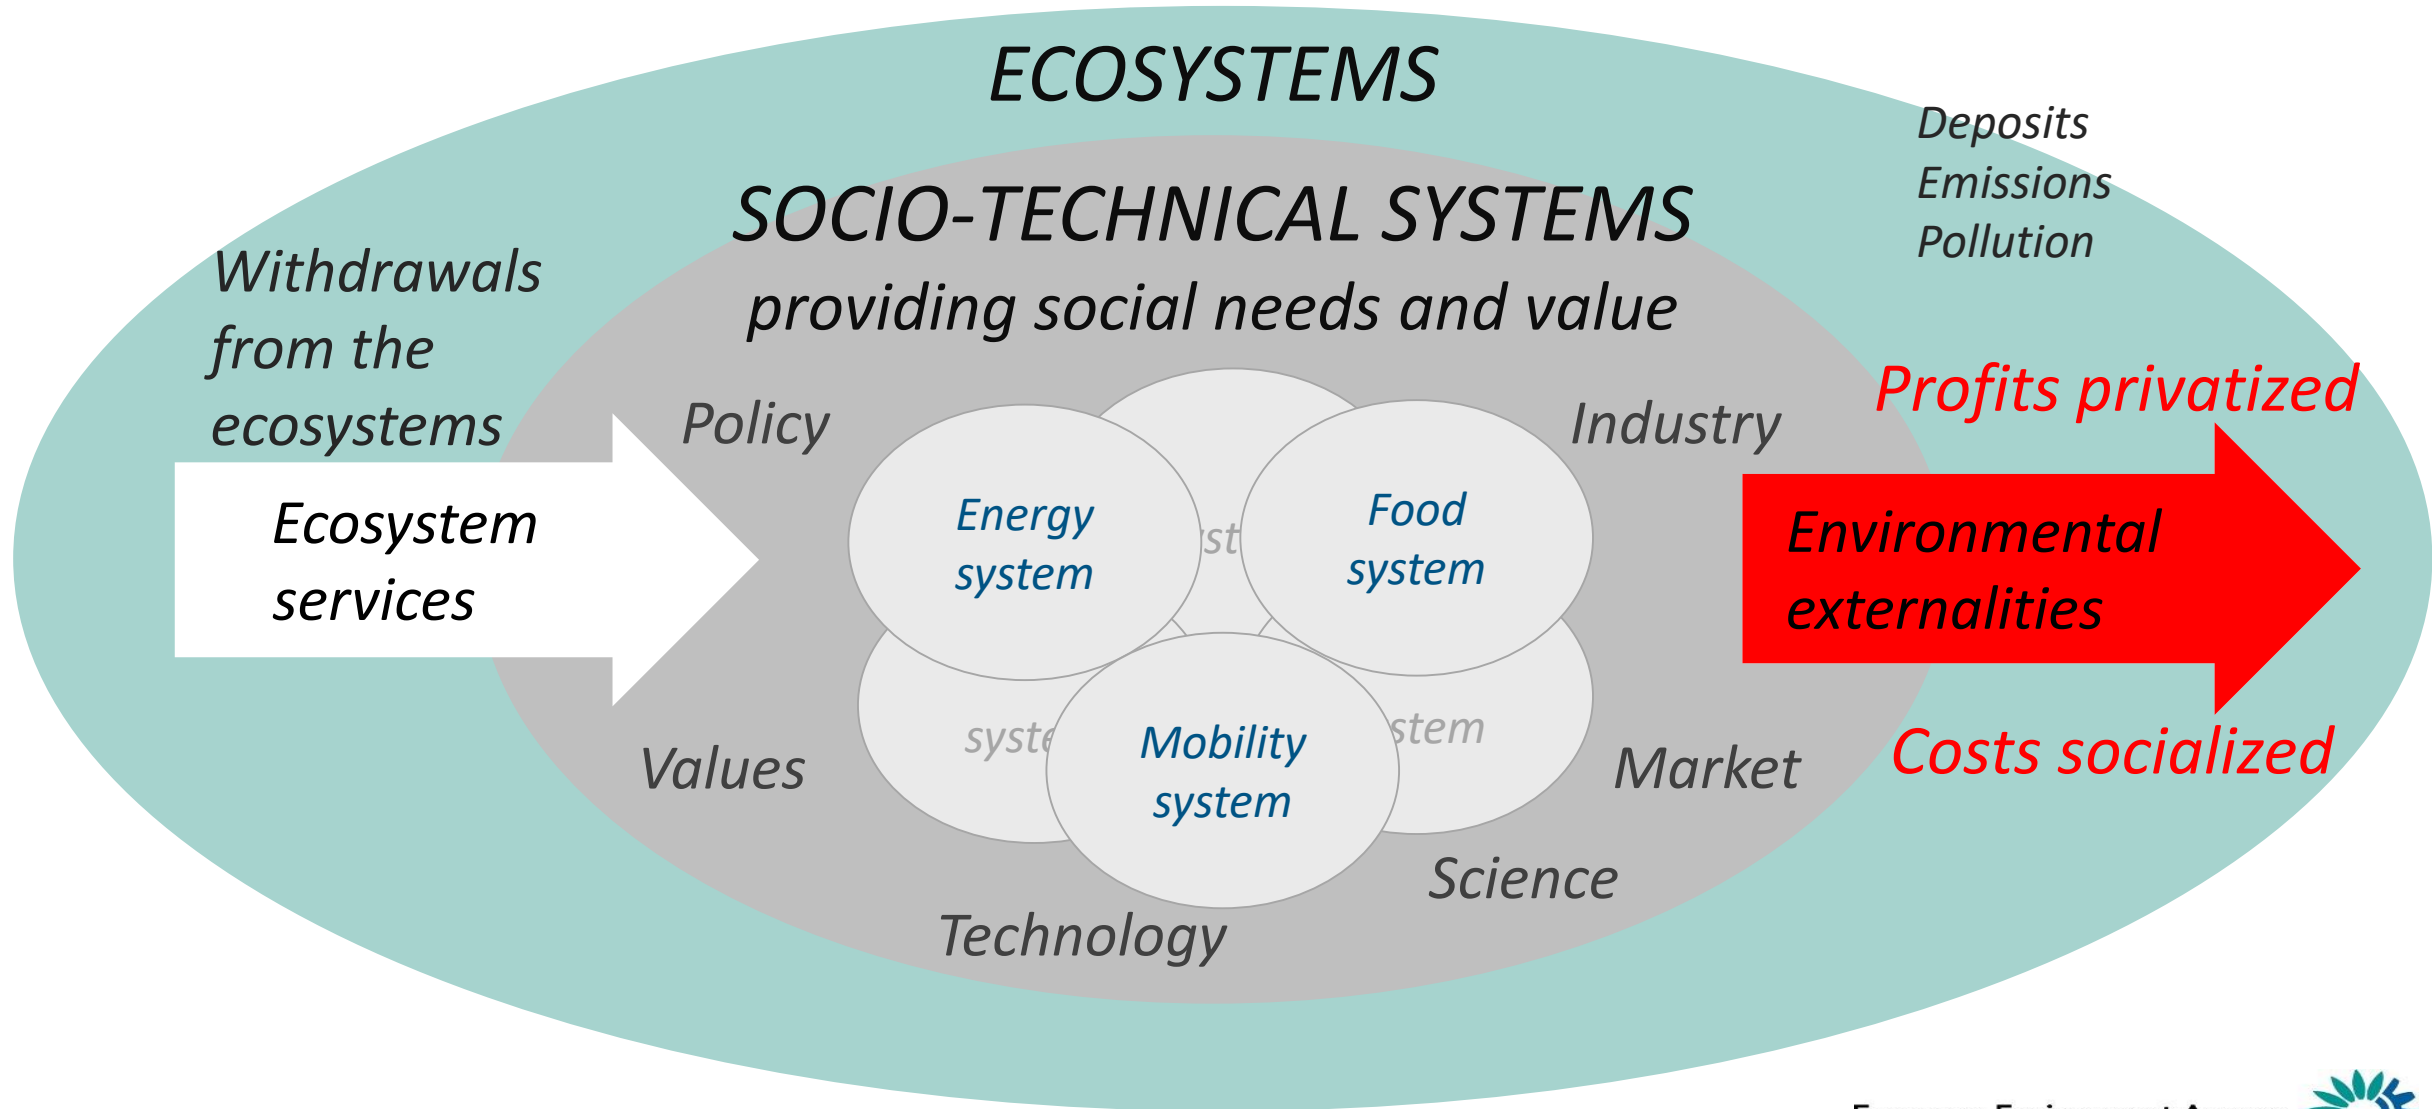 ECOSYSTEMS
Deposits
Emissions
Pollution
SOCIO-TECHNICAL SYSTEMS
providing social needs and value
Withdrawals
from the
ecosystems
Profits privatized
Policy
Industry
Ecosystem
services
Energy
system
Food
system
Environmental
externalities
Values
Mobility
system
Market
Costs socialized
Science
Technology